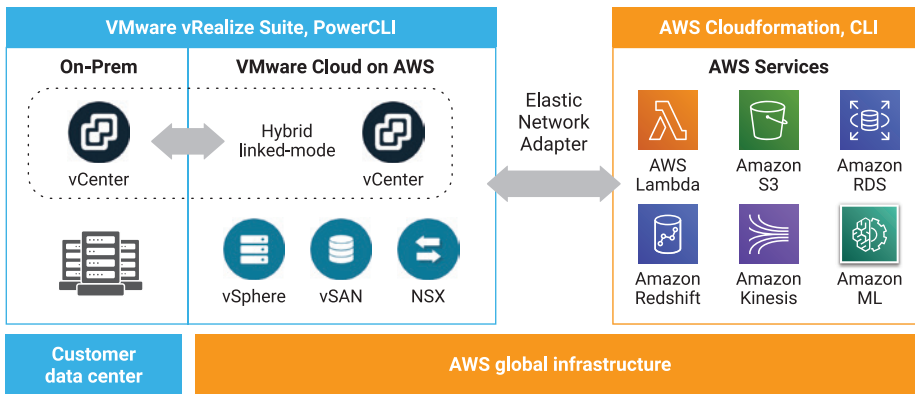 VMware vRealize Suite, PowerCLI
AWS Cloudformation, CLI
On-Prem
VMware Cloud on AWS
AWS Services
vCenter
Hybrid
linked-mode
vCenter
Elastic
Network
Adapter
AWS
Lambda
Amazon
S3
Amazon
RDS
vSphere
vSAN
NSX
Amazon
Redshift
Amazon
Kinesis
Amazon
ML
Customer
data center
AWS global infrastructure